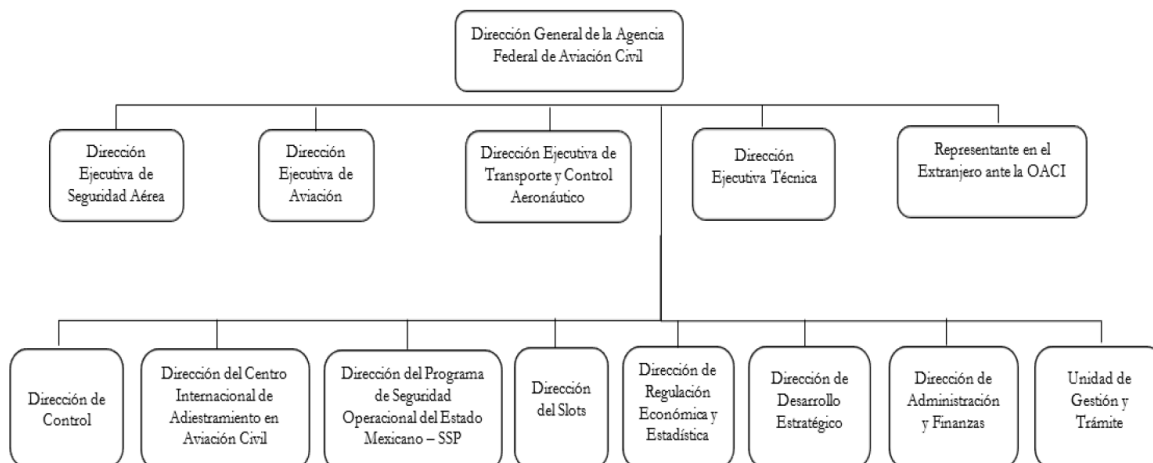 Dirección General de la Agencia
Federal de Aviación Civil
Dirección
Ejecutiva de
Seguridad Aérea
Dirección
Ejecutiva de
Aviación
Dirección Ejecutiva de
Transporte y Control
Aeronáutico
Dirección
Ejecutiva Técnica
Representante en el
Extranjero ante la OACI
Dirección de
Control
Dirección del Centro
Internacional de
Adiestramiento en
Aviación Civil
Dirección del Programa
de Seguridad
Operacional del Estado
Mexicano – SSP
Dirección
del Slots
Dirección de
Regulación
Económica y
Estadística
Dirección de
Desarrollo
Estratégico
Dirección de
Administración
y Finanzas
Unidad de
Gestión y
Trámite